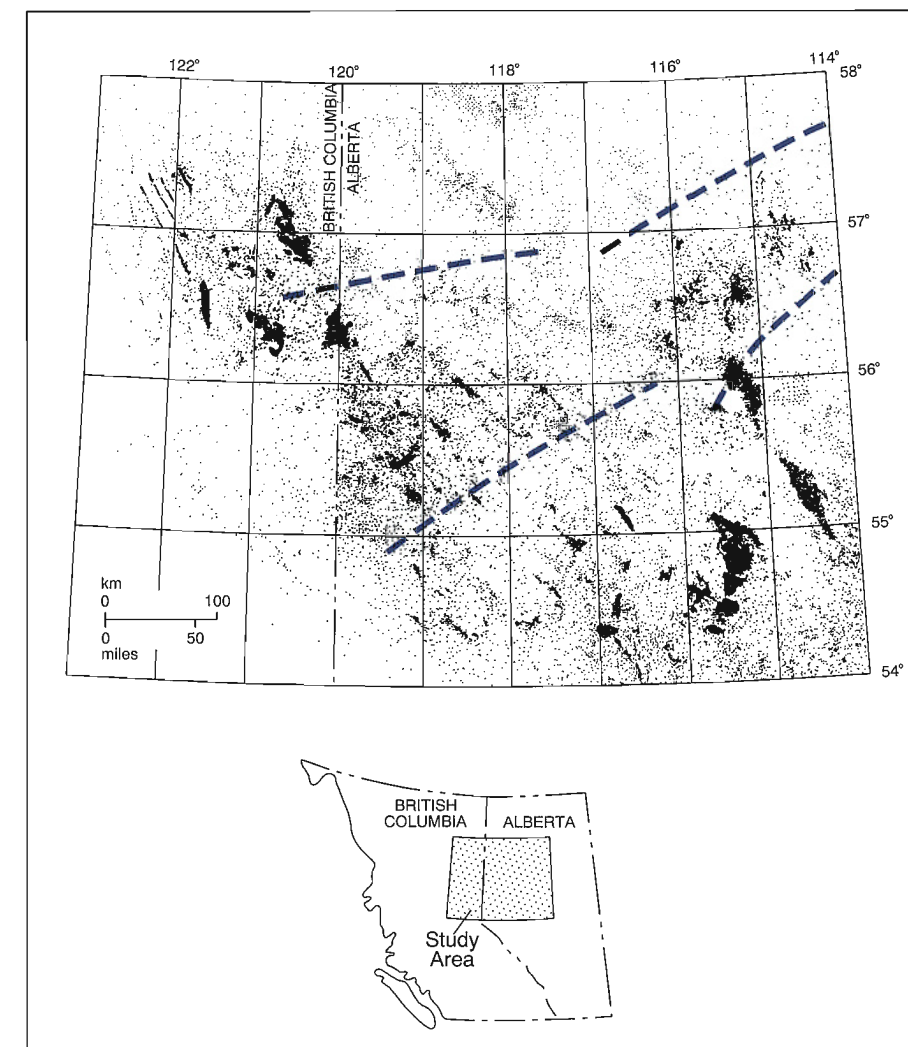 122°
120°
118°
116°
114°
58°
BRITISH COLUMBIA
ALBERTA
57°
56°
55°
km
0 100
0 50
miles
54°
BRITISH
COLUMBIA
ALBERTA
Study
Area